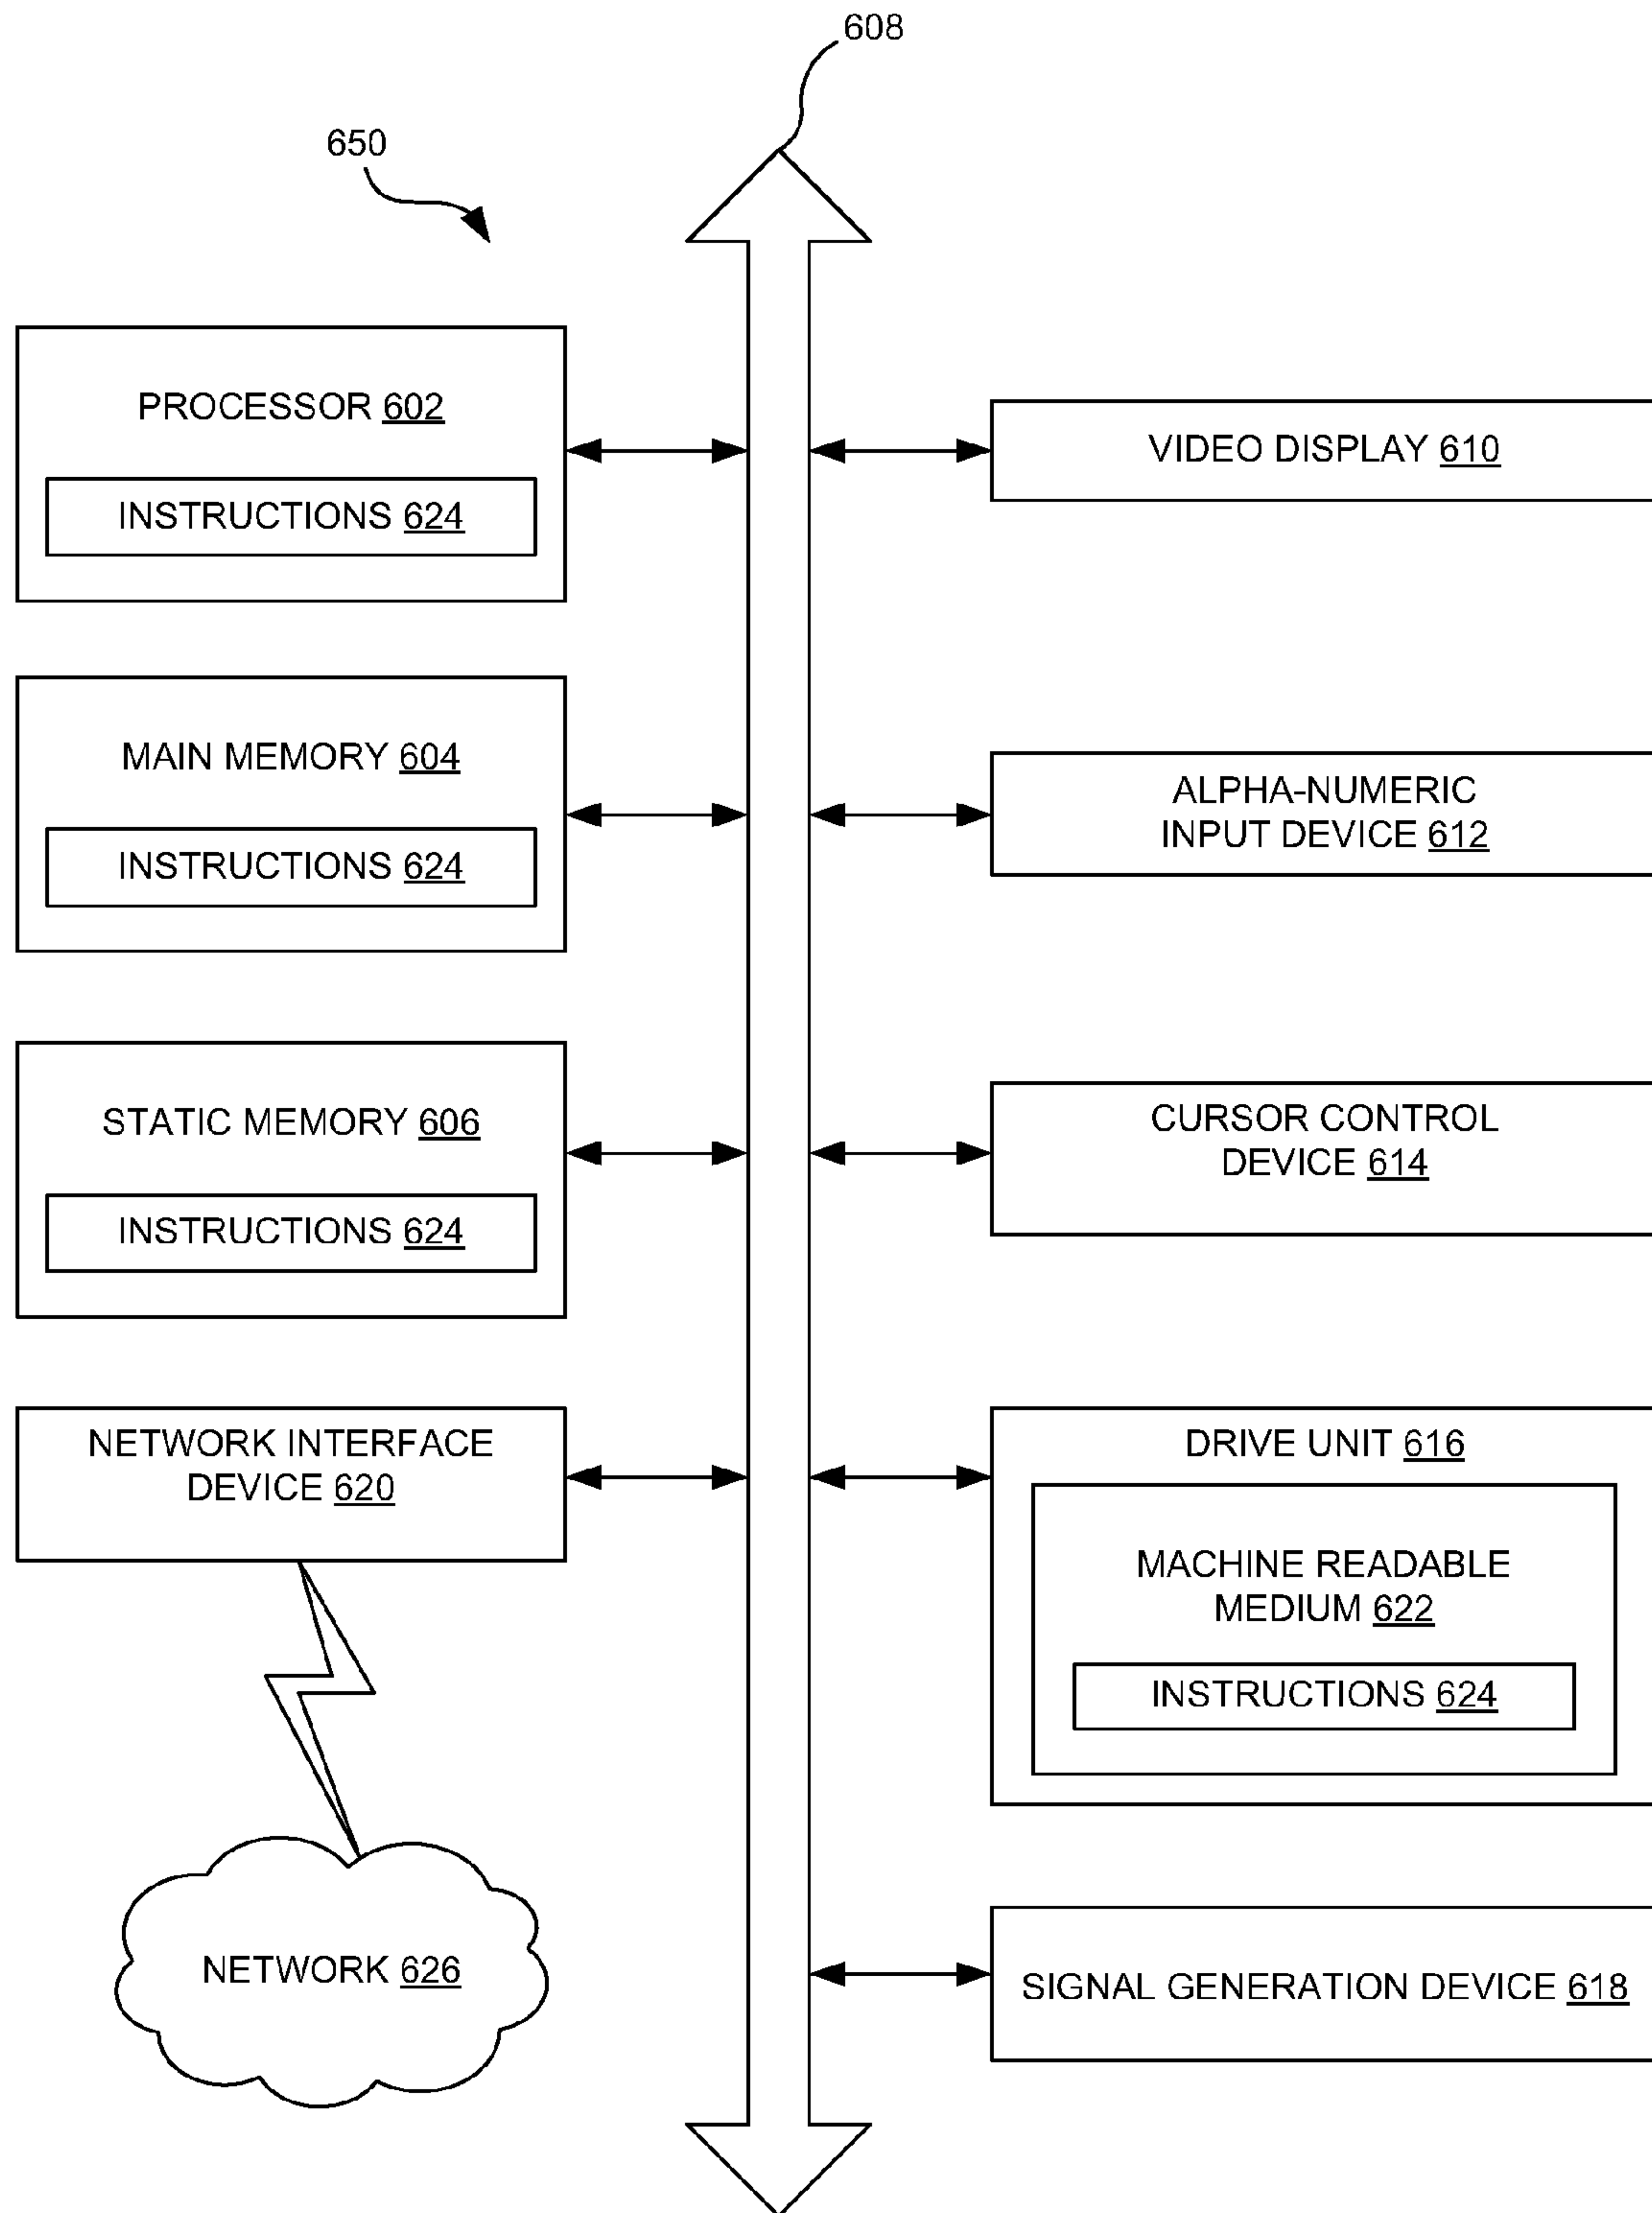 608
650
PROCESSOR 602
INSTRUCTIONS 624
VIDEO DISPLAY 610
MAIN MEMORY 604
INSTRUCTIONS 624
ALPHA-NUMERIC
INPUT DEVICE 612
STATIC MEMORY 606
INSTRUCTIONS 624
CURSOR CONTROL
DEVICE 614
NETWORK INTERFACE
DEVICE 620
DRIVE UNIT 616
MACHINE READABLE
MEDIUM 622
INSTRUCTIONS 624
NETWORK 626
SIGNAL GENERATION DEVICE 618